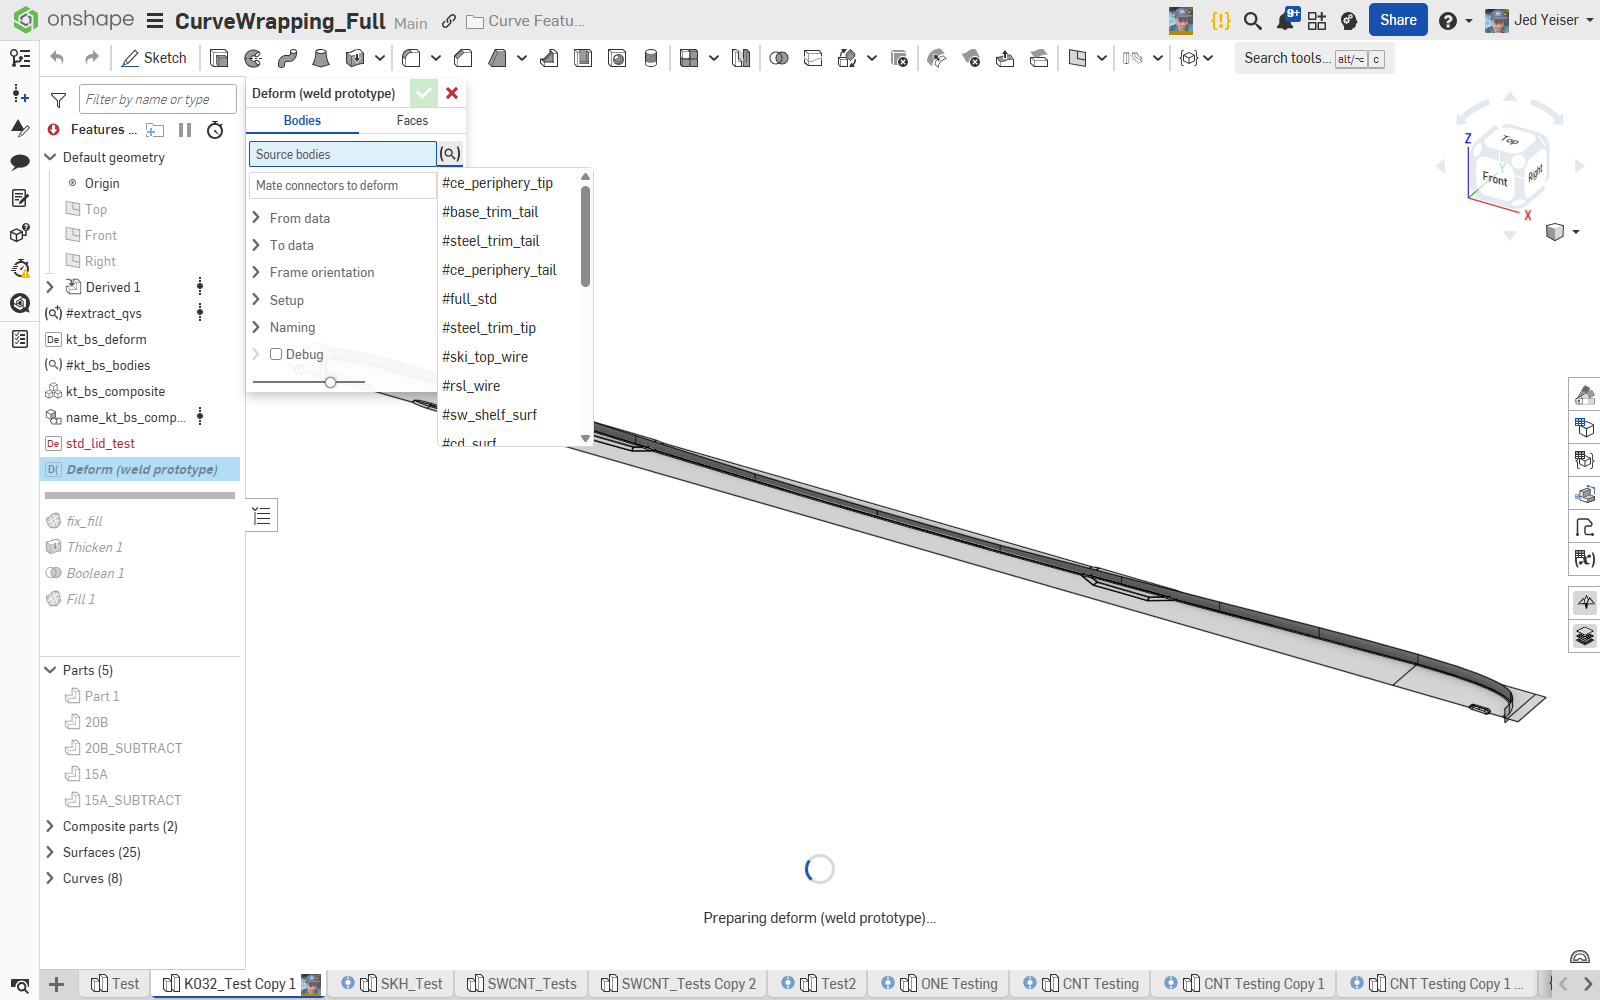 onshape
CurveWrapping_Full Main
Curve Featu...
9+
Share
Jed Yeiser
Sketch
Search tools... alt/⌥ c
Filter by name or type
Features ...
Default geometry
Origin
Top
Front
Right
Derived 1
#extract_qvs
De kt_bs_deform
#kt_bs_bodies
kt_bs_composite
name_kt_bs_comp...
De std_lid_test
D( Deform (weld prototype)
fix_fill
Thicken 1
Boolean 1
Fill 1
Parts (5)
Part 1
20B
20B_SUBTRACT
15A
15A_SUBTRACT
Composite parts (2)
Surfaces (25)
Curves (8)
Deform (weld prototype)
Bodies
Faces
Source bodies
Mate connectors to deform
From data
To data
Frame orientation
Setup
Naming
Debug
#ce_periphery_tip
#base_trim_tail
#steel_trim_tail
#ce_periphery_tail
#full_std
#steel_trim_tip
#ski_top_wire
#rsl_wire
#sw_shelf_surf
#cd_surf
Z
Top
Y
Front
Right
X
Preparing deform (weld prototype)...
Test
K032_Test Copy 1
SKH_Test
SWCNT_Tests
SWCNT_Tests Copy 2
Test2
ONE Testing
CNT Testing
CNT Testing Copy 1
CNT Testing Copy 1 ...